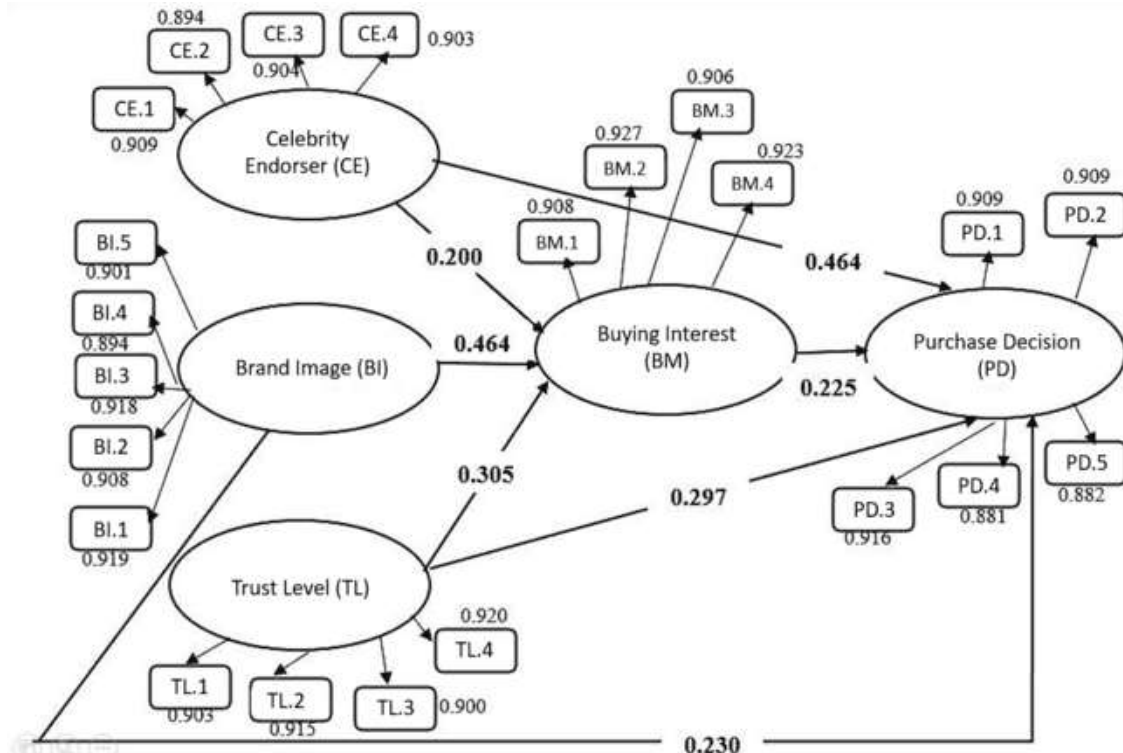 0.894
CE.2
CE.3
0.904
CE.4
0.903
CE.1
0.909
Celebrity
Endorser (CE)
0.906
BM.3
0.927
BM.2
0.923
BM.4
0.908
BM.1
0.909
PD.1
0.909
PD.2
BI.5
0.901
BI.4
0.894
BI.3
0.918
BI.2
0.908
BI.1
0.919
Brand Image (BI)
0.200
0.464
0.464
Buying Interest
(BM)
0.225
Purchase Decision
(PD)
0.305
0.297
PD.3
0.916
PD.4
0.881
PD.5
0.882
Trust Level (TL)
0.920
TL.4
TL.1
0.903
TL.2
0.915
TL.3
0.900
0.230